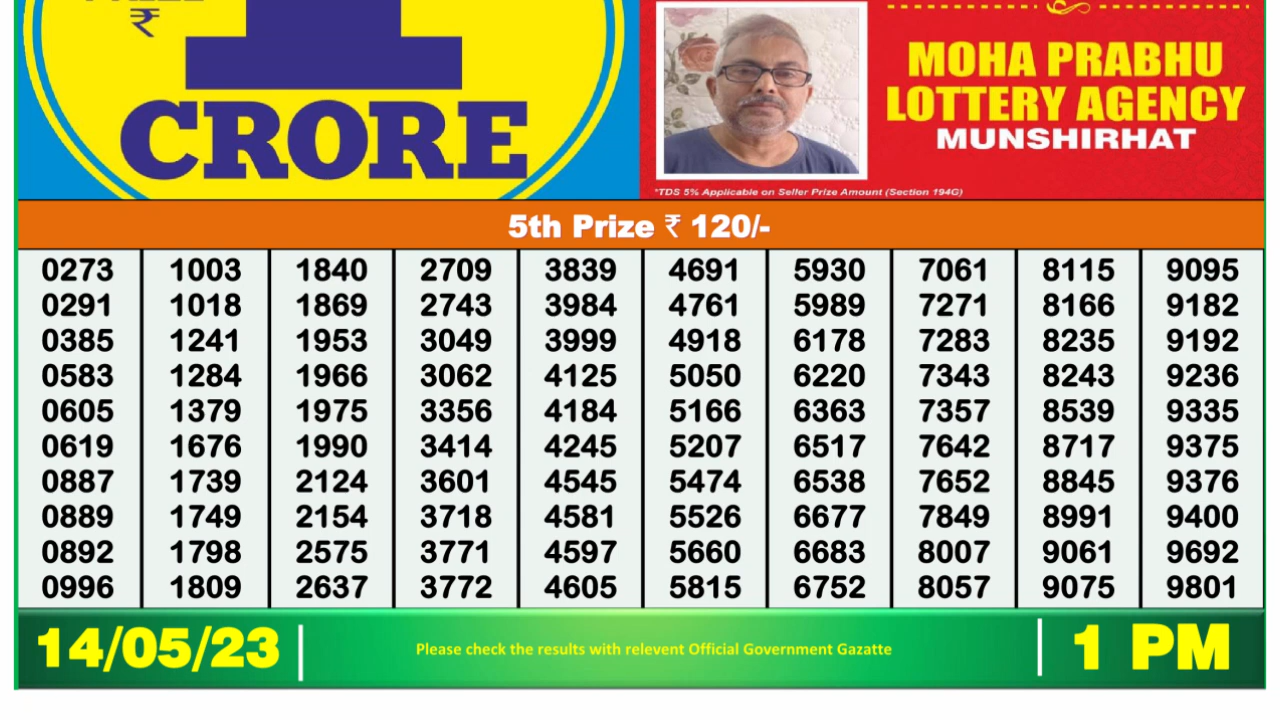 ₹
1
CRORE
MOHA PRABHU
LOTTERY AGENCY
MUNSHIRHAT
*TDS 5% Applicable on Seller Prize Amount (Section 194G)
5th Prize ₹ 120/-
0273 1003 1840 2709 3839 4691 5930 7061 8115 9095
0291 1018 1869 2743 3984 4761 5989 7271 8166 9182
0385 1241 1953 3049 3999 4918 6178 7283 8235 9192
0583 1284 1966 3062 4125 5050 6220 7343 8243 9236
0605 1379 1975 3356 4184 5166 6363 7357 8539 9335
0619 1676 1990 3414 4245 5207 6517 7642 8717 9375
0887 1739 2124 3601 4545 5474 6538 7652 8845 9376
0889 1749 2154 3718 4581 5526 6677 7849 8991 9400
0892 1798 2575 3771 4597 5660 6683 8007 9061 9692
0996 1809 2637 3772 4605 5815 6752 8057 9075 9801
14/05/23
Please check the results with relevent Official Government Gazatte
1 PM